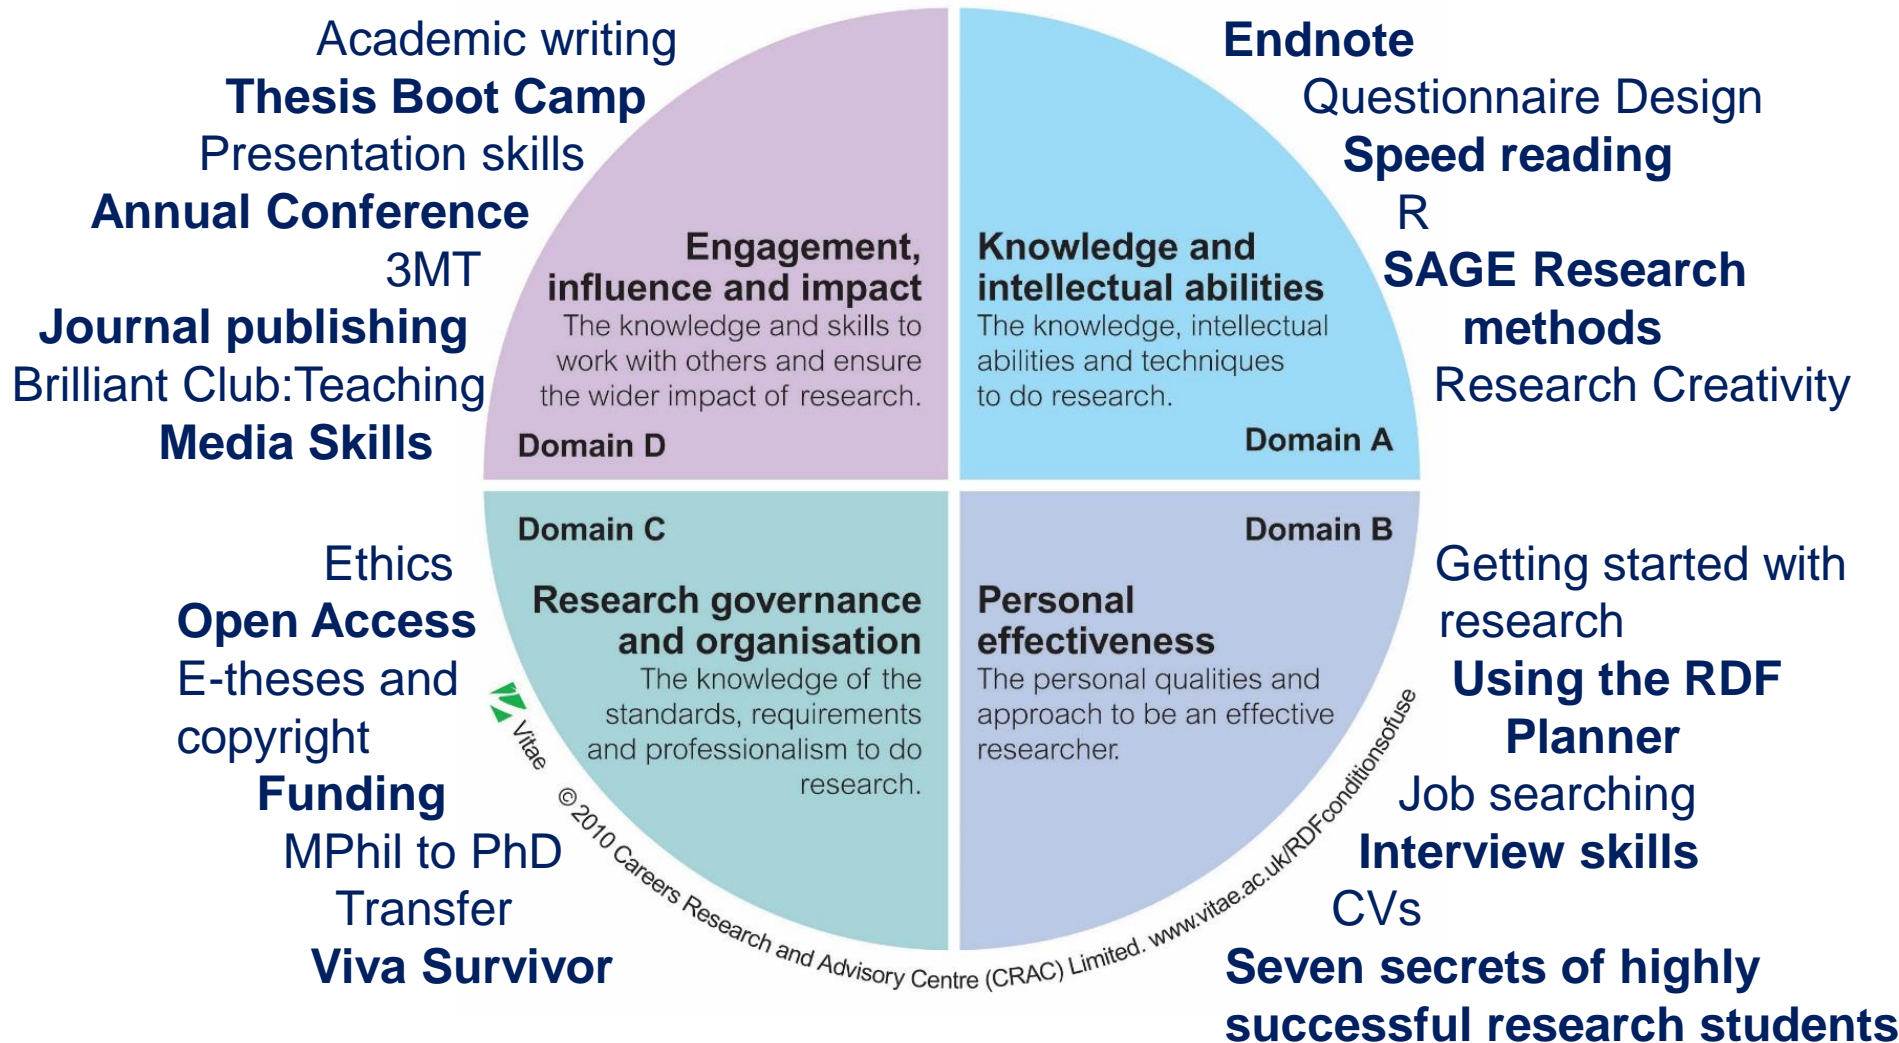 Academic writing
Thesis Boot Camp
Presentation skills
Annual Conference
3MT
Journal publishing
Brilliant Club:Teaching
Media Skills
Engagement,
influence and impact
The knowledge and skills to
work with others and ensure
the wider impact of research.
Domain D
Knowledge and
intellectual abilities
The knowledge, intellectual
abilities and techniques
to do research.
Domain A
Endnote
Questionnaire Design
Speed reading
R
SAGE Research
methods
Research Creativity
Ethics
Open Access
E-theses and
copyright
Funding
MPhil to PhD
Transfer
Viva Survivor
Domain C
Research governance
and organisation
The knowledge of the
standards, requirements
and professionalism to do
research.
Domain B
Personal
effectiveness
The personal qualities and
approach to be an effective
researcher.
Getting started with
research
Using the RDF
Planner
Job searching
Interview skills
CVs
Seven secrets of highly
successful research students
Vitae © 2010 Careers Research and Advisory Centre (CRAC) Limited. www.vitae.ac.uk/RDFconditionsofuse